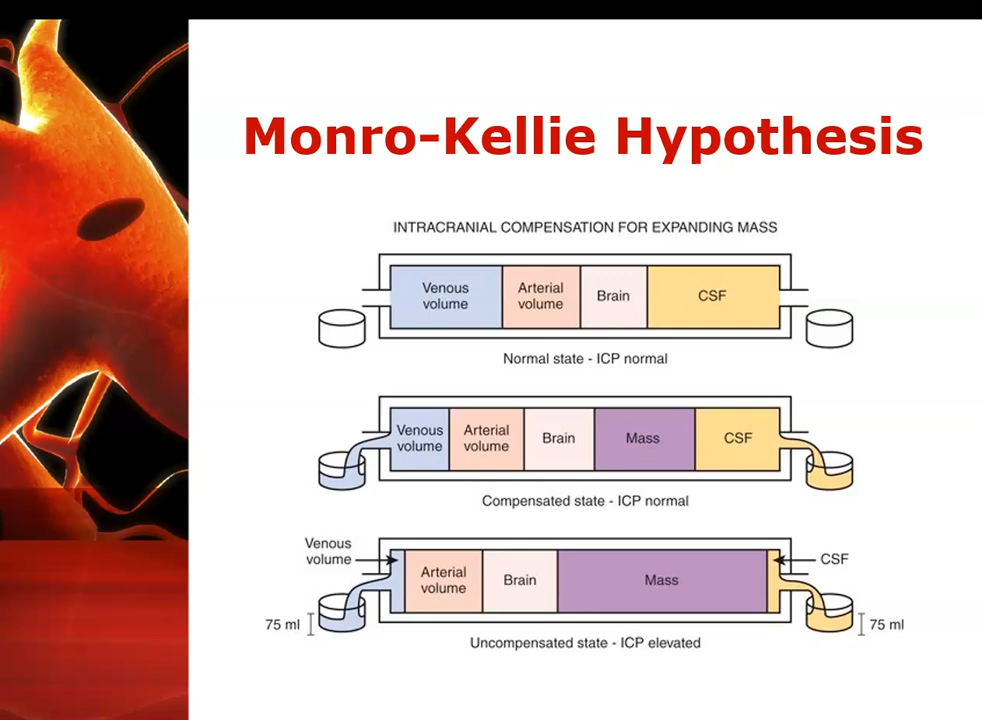 Monro-Kellie Hypothesis
INTRACRANIAL COMPENSATION FOR EXPANDING MASS
Venous
volume
Arterial
volume
Brain
CSF
Normal state - ICP normal
Venous
volume
Arterial
volume
Brain
Mass
CSF
Compensated state - ICP normal
Venous
volume
Arterial
volume
Brain
Mass
CSF
75 ml
75 ml
Uncompensated state - ICP elevated